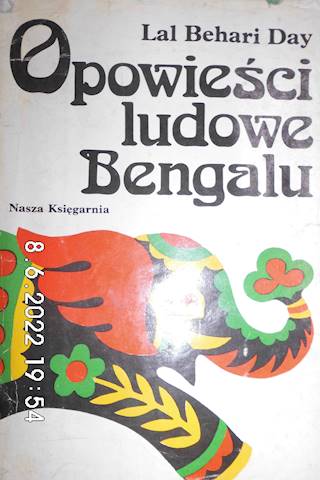 Lal Behari Day
Opowieści
ludowe
Bengalu
Nasza Księgarnia
8.6.2022 19:54